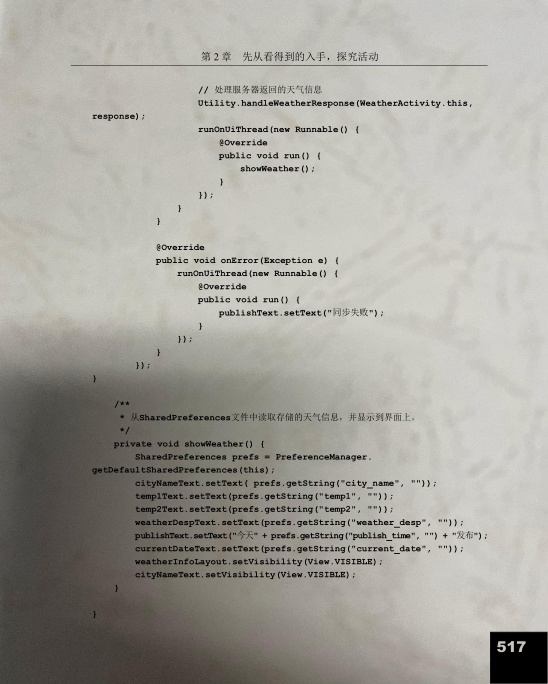 第 2 章 先从看得到的入手，探究活动
// 处理服务器返回的天气信息
Utility.handleWeatherResponse(WeatherActivity.this,
response);
runOnUiThread(new Runnable() {
@Override
public void run() {
showWeather();
}
});
}
}
@Override
public void onError(Exception e) {
runOnUiThread(new Runnable() {
@Override
public void run() {
publishText.setText("同步失败");
}
});
}
});
}
/**
* 从SharedPreferences文件中读取存储的天气信息，并显示到界面上。
*/
private void showWeather() {
SharedPreferences prefs = PreferenceManager.
getDefaultSharedPreferences(this);
cityNameText.setText( prefs.getString("city_name", ""));
temp1Text.setText(prefs.getString("temp1", ""));
temp2Text.setText(prefs.getString("temp2", ""));
weatherDespText.setText(prefs.getString("weather_desp", ""));
publishText.setText("今天" + prefs.getString("publish_time", "") + "发布");
currentDateText.setText(prefs.getString("current_date", ""));
weatherInfoLayout.setVisibility(View.VISIBLE);
cityNameText.setVisibility(View.VISIBLE);
}
}
517